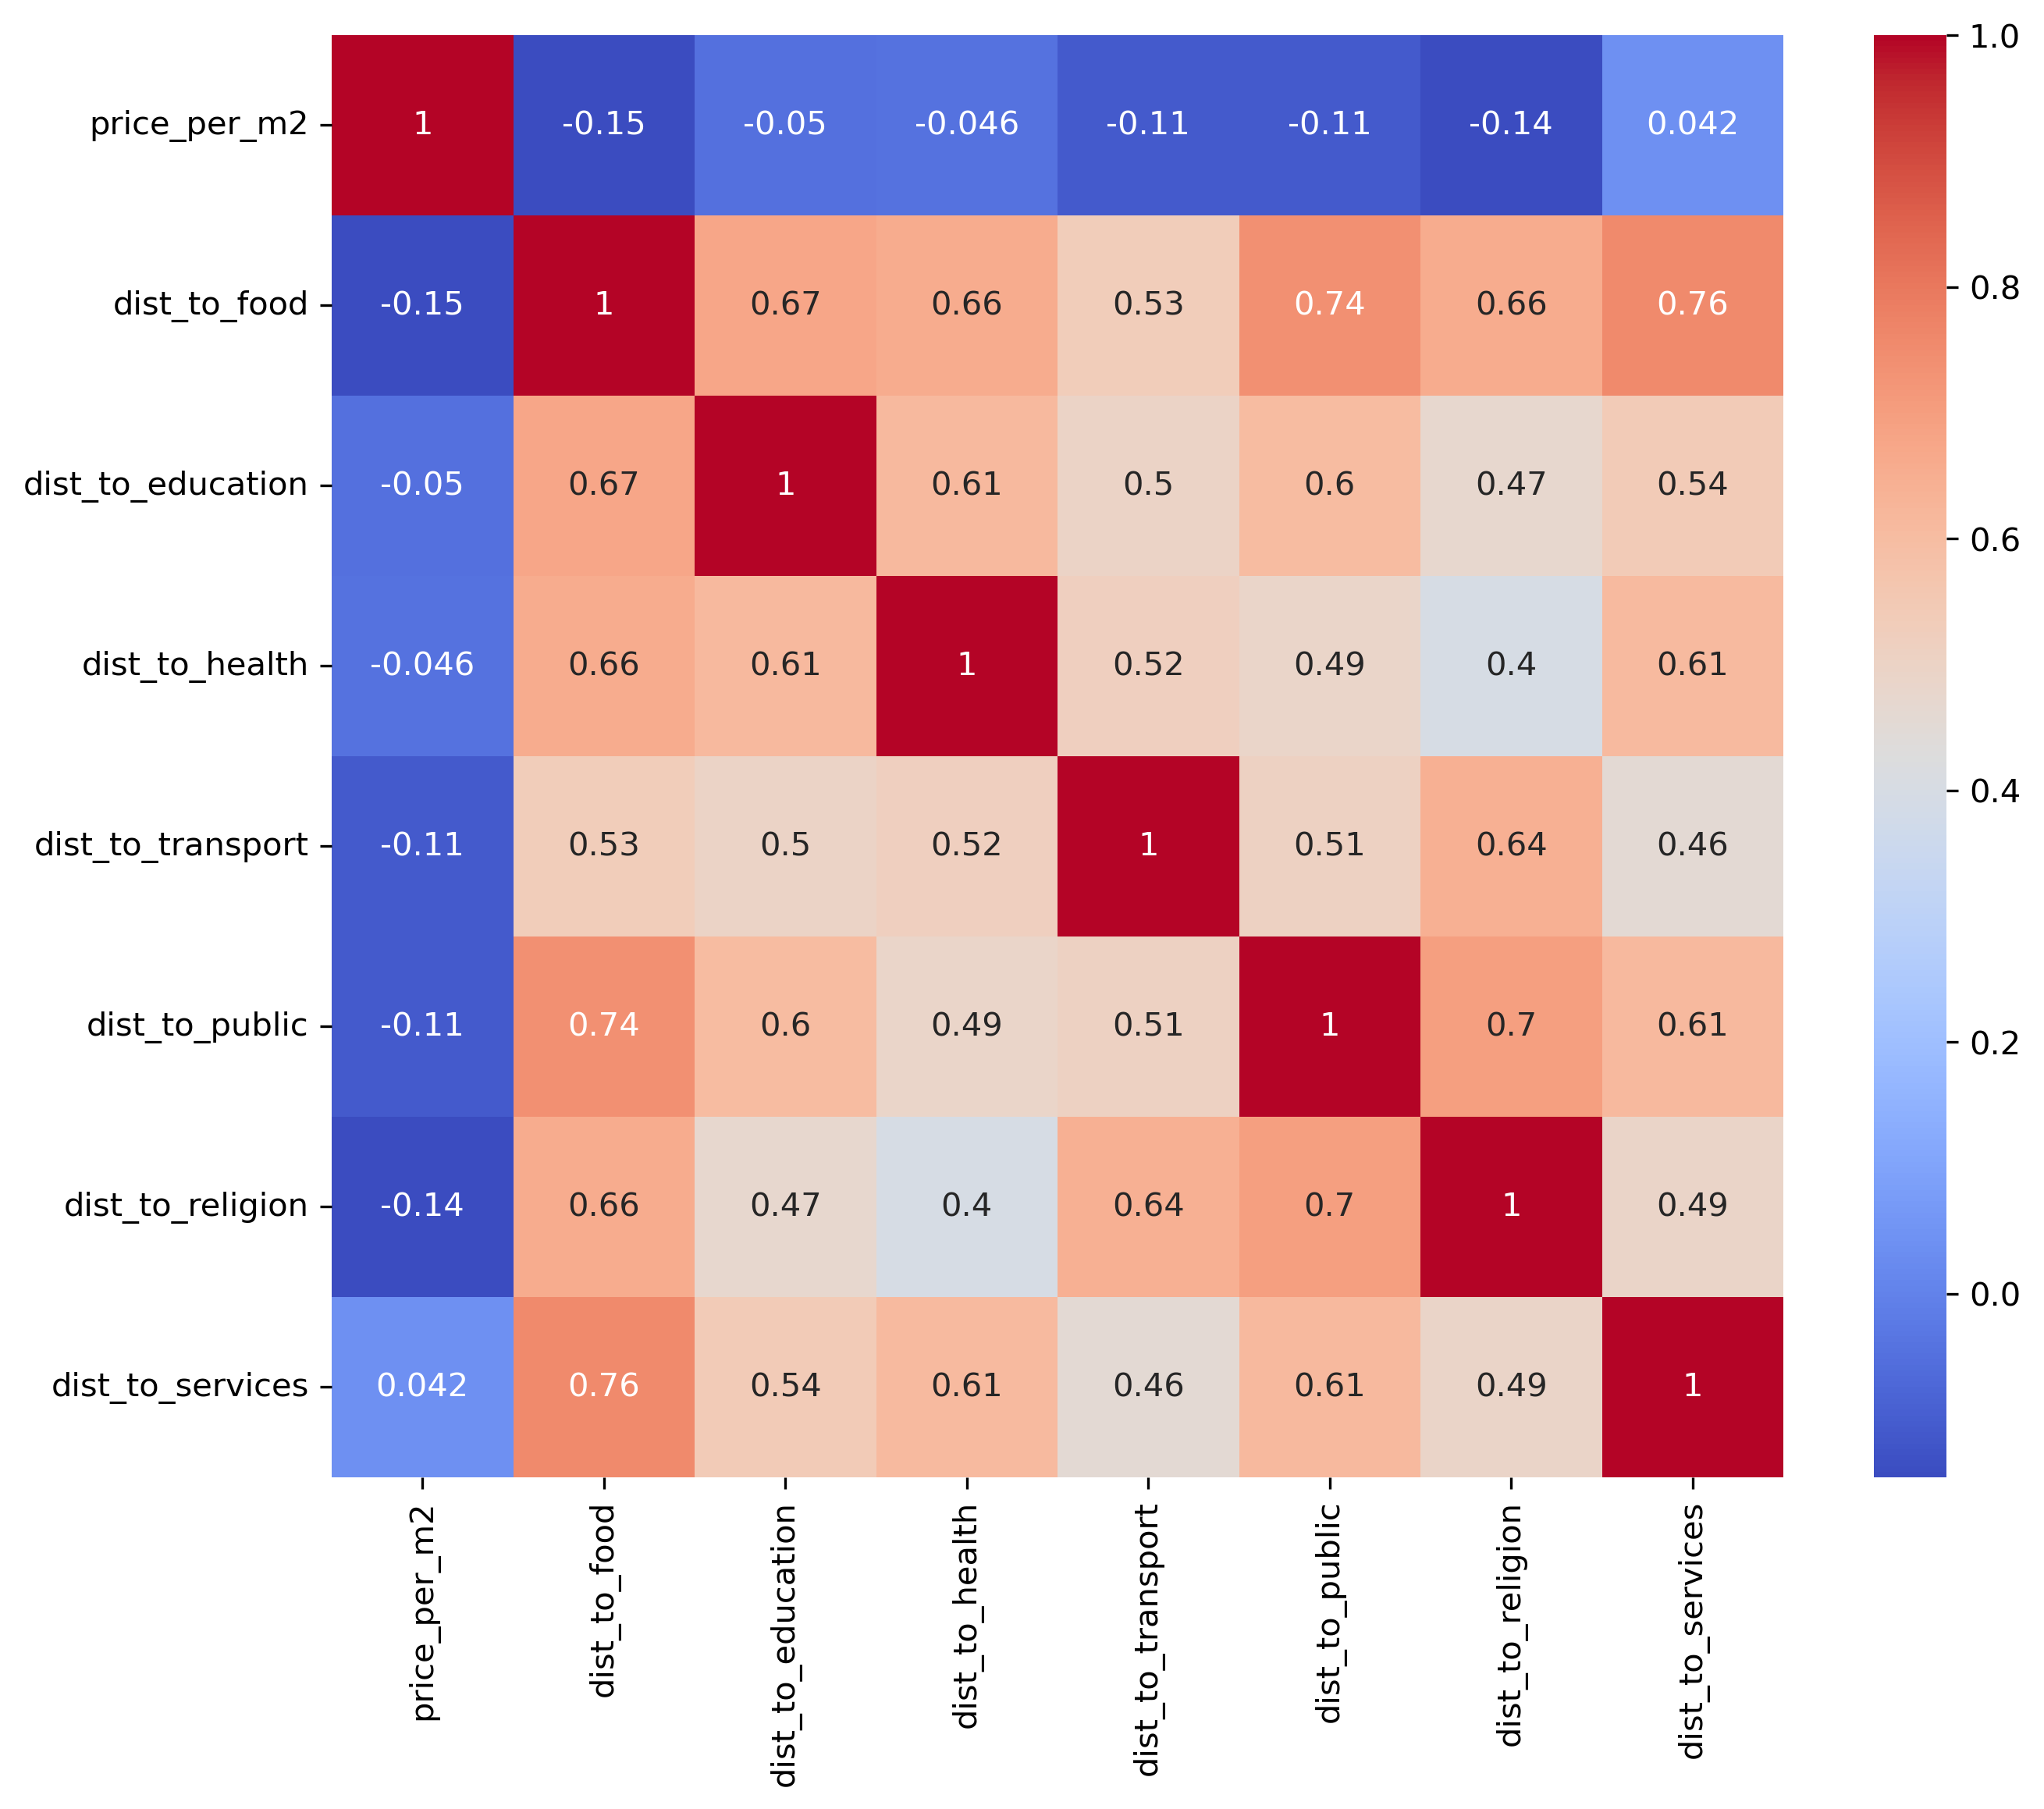 price_per_m2 1 -0.15 -0.05 -0.046 -0.11 -0.11 -0.14 0.042
dist_to_food -0.15 1 0.67 0.66 0.53 0.74 0.66 0.76
dist_to_education -0.05 0.67 1 0.61 0.5 0.6 0.47 0.54
dist_to_health -0.046 0.66 0.61 1 0.52 0.49 0.4 0.61
dist_to_transport -0.11 0.53 0.5 0.52 1 0.51 0.64 0.46
dist_to_public -0.11 0.74 0.6 0.49 0.51 1 0.7 0.61
dist_to_religion -0.14 0.66 0.47 0.4 0.64 0.7 1 0.49
dist_to_services 0.042 0.76 0.54 0.61 0.46 0.61 0.49 1
price_per_m2
dist_to_food
dist_to_education
dist_to_health
dist_to_transport
dist_to_public
dist_to_religion
dist_to_services
1.0
0.8
0.6
0.4
0.2
0.0